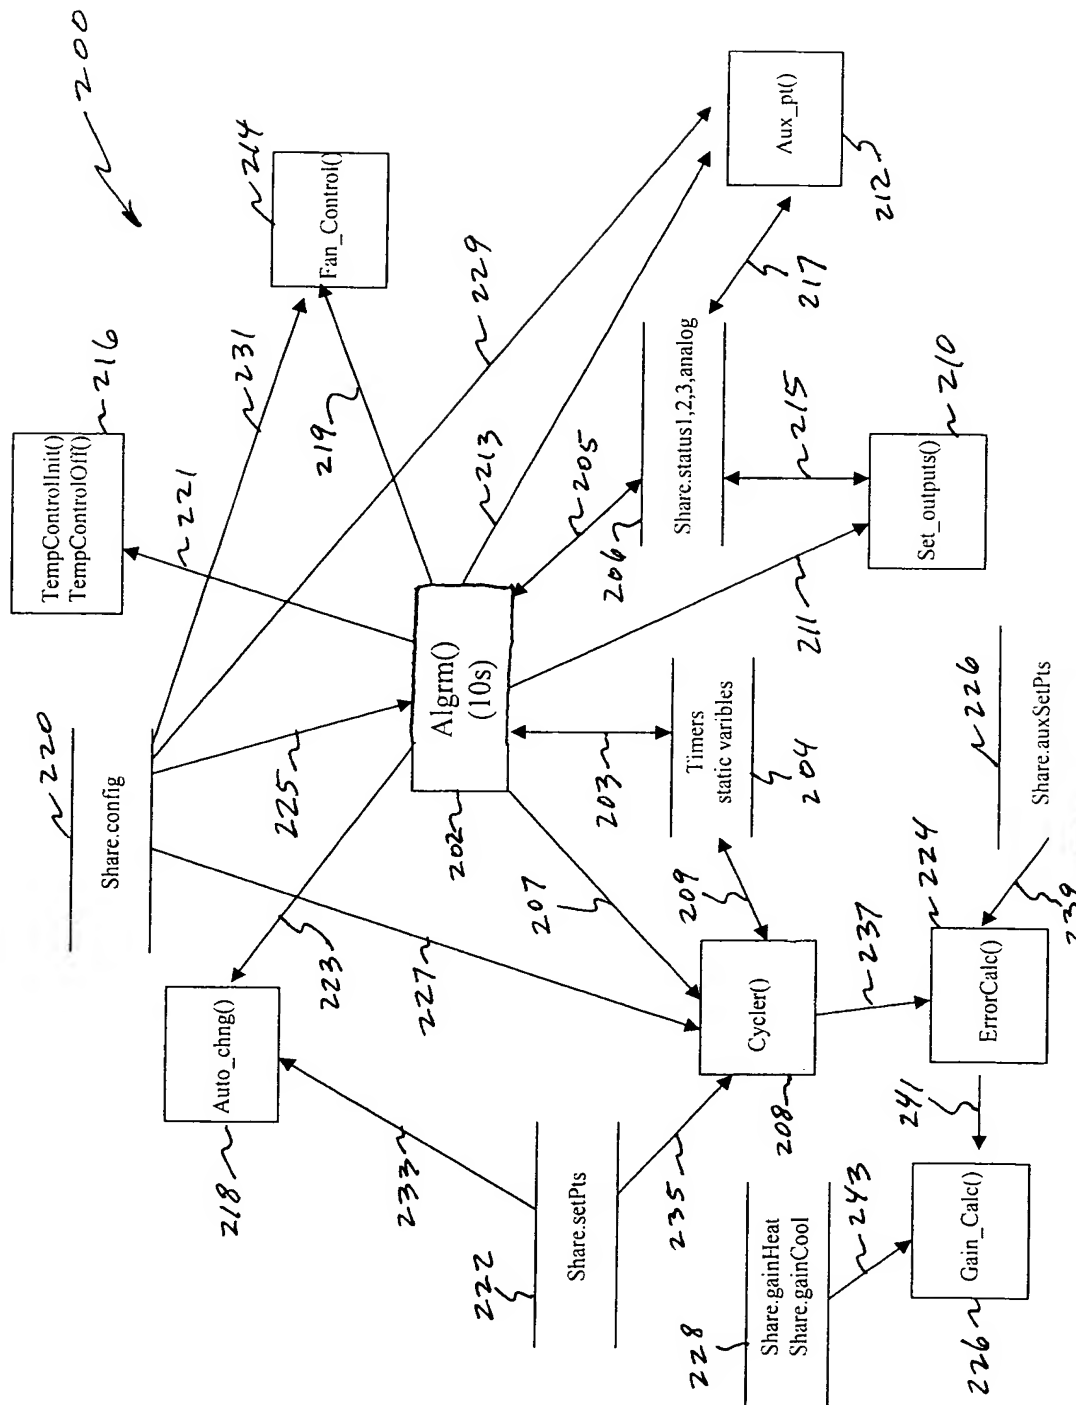 200
220
Share.config
216
TempControlInit()
TempControlOff()
214
Fan_Control()
231
221
229
219
213
205
225
Algrm()
(10s)
202
218
Auto_chng()
223
227
207
203
Timers
static varibles
204
209
206
Share.status1,2,3,analog
217
Aux_pt()
212
215
211
Set_outputs()
210
222
Share.setPts
233
235
Cycler()
208
237
ErrorCalc()
224
226
Share.auxSetPts
239
241
228
Share.gainHeat
Share.gainCool
243
Gain_Calc()
226